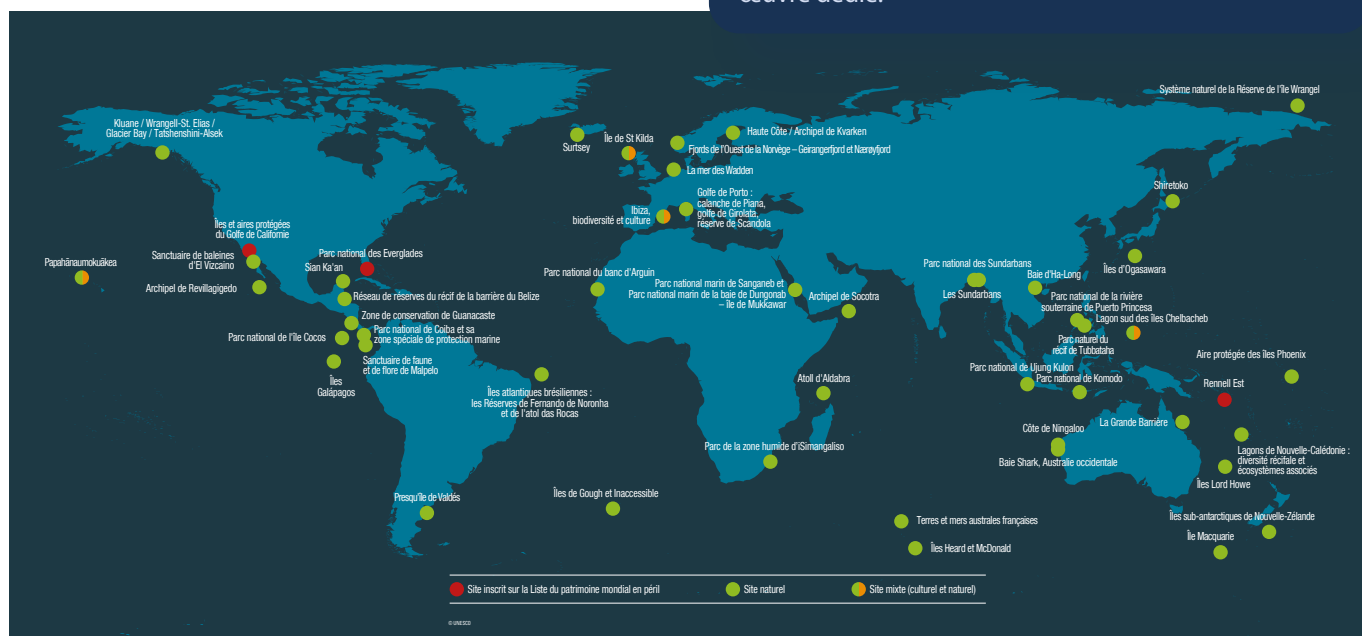 œuvre dédié.
Système naturel de la Réserve de l'île Wrangel
Kluane / Wrangell-St. Elias /
Glacier Bay / Tatshenshini-Alsek
Surtsey
Île de St Kilda
Haute Côte / Archipel de Kvarken
Fjords de l'Ouest de la Norvège – Geirangerfjord et Nærøyfjord
La mer des Wadden
Golfe de Porto :
calanche de Piana,
golfe de Girolata,
réserve de Scandola
Ibiza,
biodiversité et culture
Shiretoko
Îles et aires protégées
du Golfe de Californie
Sanctuaire de baleines
d'El Vizcaino
Parc national des Everglades
Sian Ka'an
Papahānaumokuākea
Archipel de Revillagigedo
Réseau de réserves du récif de la barrière du Belize
Parc national du banc d'Arguin
Parc national marin de Sanganeb et
Parc national marin de la baie de Dungonab
– île de Mukkawar
Archipel de Socotra
Parc national des Sundarbans
Les Sundarbans
Baie d'Ha-Long
Îles d'Ogasawara
Parc national de la rivière
souterraine de Puerto Princesa
Lagon sud des îles Chelbacheb
Parc naturel du
récif de Tubbataha
Zone de conservation de Guanacaste
Parc national de l'île Cocos
Parc national de Coiba et sa
zone spéciale de protection marine
Sanctuaire de faune
et de flore de Malpelo
Îles
Galápagos
Îles atlantiques brésiliennes :
les Réserves de Fernando de Noronha
et de l'atol das Rocas
Atoll d'Aldabra
Parc national de Ujung Kulon
Parc national de Komodo
Aire protégée des îles Phoenix
Rennell Est
Côte de Ningaloo
La Grande Barrière
Baie Shark, Australie occidentale
Lagons de Nouvelle-Calédonie :
diversité récifale et
écosystèmes associés
Îles Lord Howe
Parc de la zone humide d'iSimangaliso
Presqu'île de Valdés
Îles de Gough et Inaccessible
Terres et mers australes françaises
Îles Heard et McDonald
Îles sub-antarctiques de Nouvelle-Zélande
Île Macquarie
Site inscrit sur la Liste du patrimoine mondial en péril
Site naturel
Site mixte (culturel et naturel)
© UNESCO